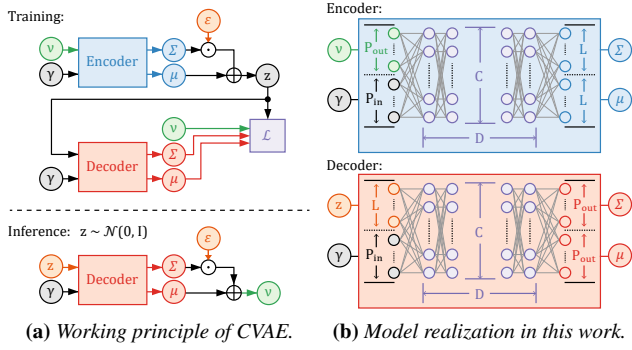 Training:
ε
ν
Encoder
Σ
γ
μ
z
ν
ℒ
Decoder
Σ
γ
μ
Inference: z ~ 𝒩(0, I)
ε
z
Decoder
Σ
γ
μ
ν
(a) Working principle of CVAE.
Encoder:
ν
P_out
L
Σ
C
γ
P_in
L
μ
D
Decoder:
z
L
P_out
Σ
C
γ
P_in
P_out
μ
D
(b) Model realization in this work.